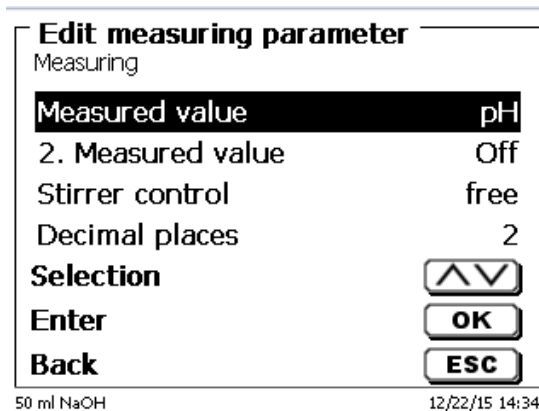 Edit measuring parameter
Measuring
Measured value pH
2. Measured value Off
Stirrer control free
Decimal places 2
Selection
Enter OK
Back ESC
50 ml NaOH 12/22/15 14:34